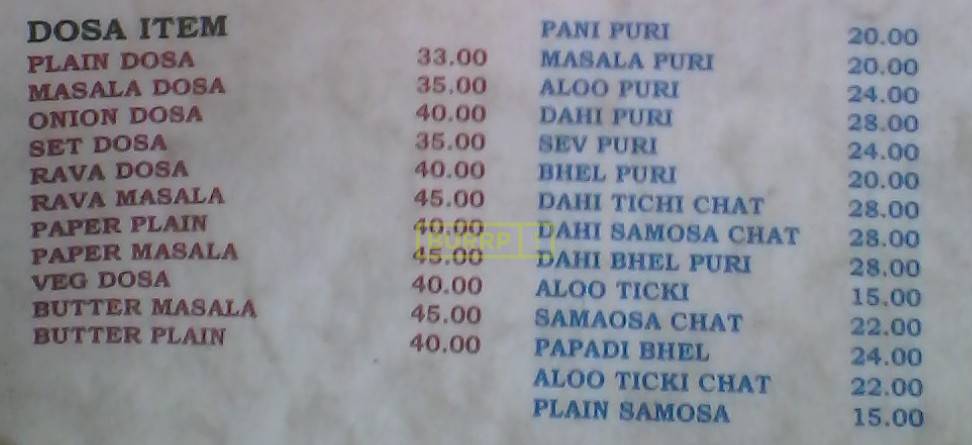 DOSA ITEM
PLAIN DOSA 33.00
MASALA DOSA 35.00
ONION DOSA 40.00
SET DOSA 35.00
RAVA DOSA 40.00
RAVA MASALA 45.00
PAPER PLAIN 40.00
PAPER MASALA 45.00
VEG DOSA 40.00
BUTTER MASALA 45.00
BUTTER PLAIN 40.00
PANI PURI 20.00
MASALA PURI 20.00
ALOO PURI 24.00
DAHI PURI 28.00
SEV PURI 24.00
BHEL PURI 20.00
DAHI TICHI CHAT 28.00
DAHI SAMOSA CHAT 28.00
DAHI BHEL PURI 28.00
ALOO TICKI 15.00
SAMAOSA CHAT 22.00
PAPADI BHEL 24.00
ALOO TICKI CHAT 22.00
PLAIN SAMOSA 15.00
BURRP!